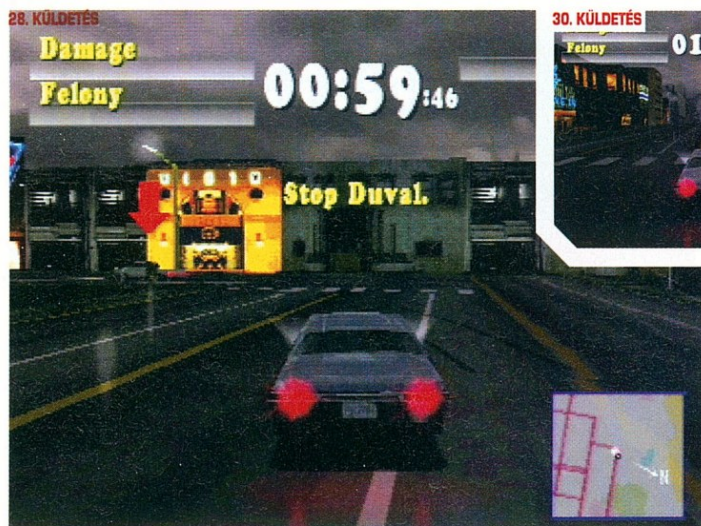 28. KÜLDETÉS
Damage
Felony
00:59:46
Stop Duval.
N
30. KÜLDETÉS
Felony
01